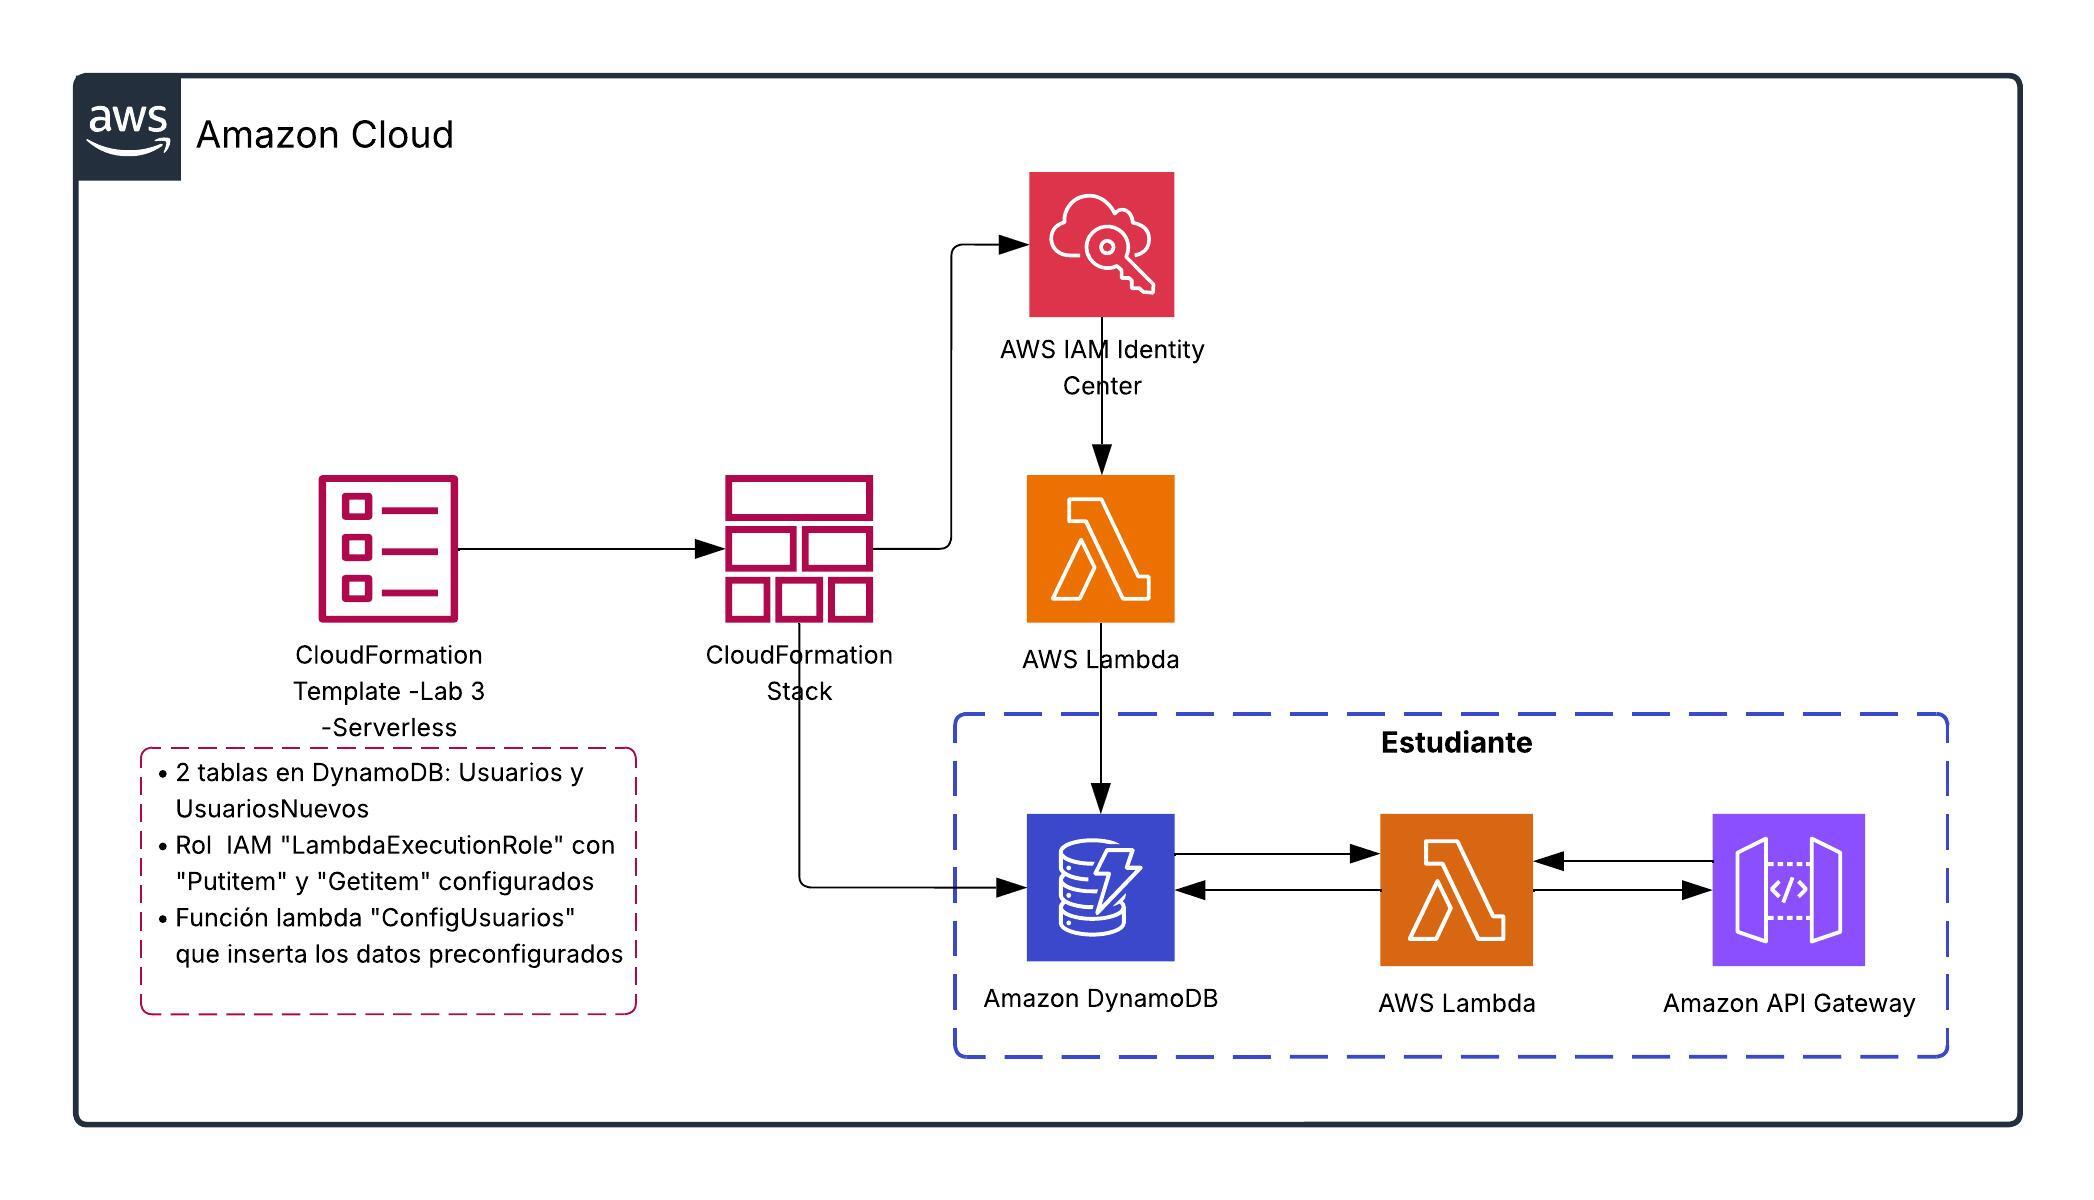 aws
Amazon Cloud
AWS IAM Identity
Center
CloudFormation
Template -Lab 3
-Serverless
CloudFormation
Stack
AWS Lambda
• 2 tablas en DynamoDB: Usuarios y
UsuariosNuevos
• Rol  IAM "LambdaExecutionRole" con
"Putitem" y "Getitem" configurados
• Función lambda "ConfigUsuarios"
que inserta los datos preconfigurados
Estudiante
</>
Amazon DynamoDB
AWS Lambda
Amazon API Gateway